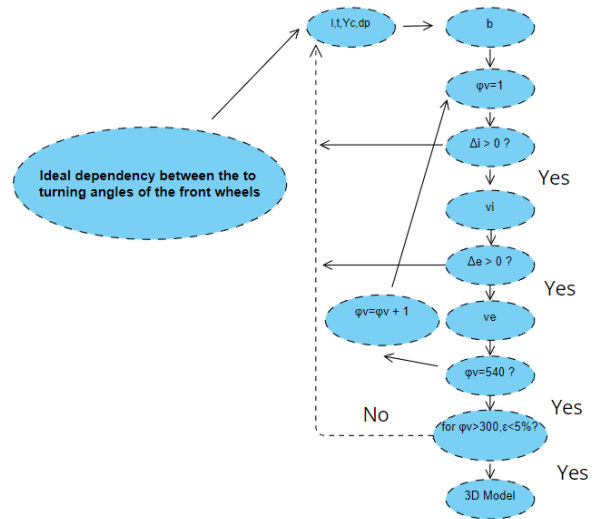 l,t,Yc,dp
b
φv=1
Ideal dependency between the to
turning angles of the front wheels
Δi > 0 ?
Yes
vi
Δe > 0 ?
Yes
φv=φv + 1
ve
φv=540 ?
Yes
No
for φv>300,ε<5%?
Yes
3D Model